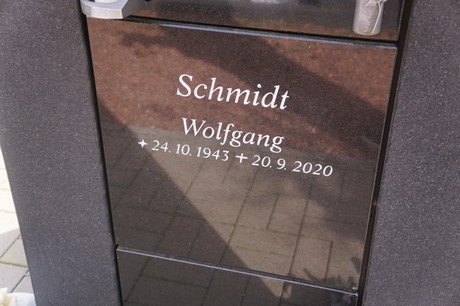 Schmidt
Wolfgang
+ 24. 10. 1943 + 20. 9. 2020